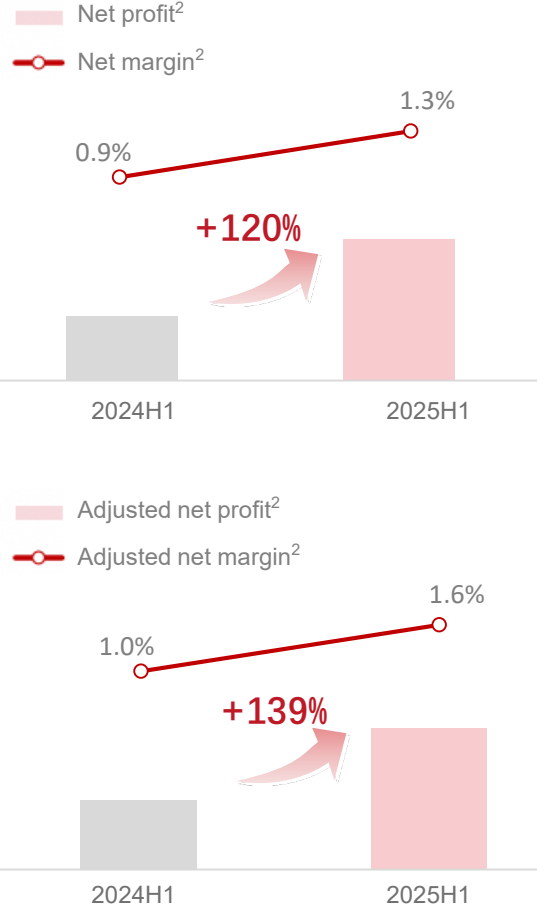 Net profit²
Net margin²
1.3%
0.9%
+120%
2024H1 2025H1
Adjusted net profit²
Adjusted net margin²
1.6%
1.0%
+139%
2024H1 2025H1